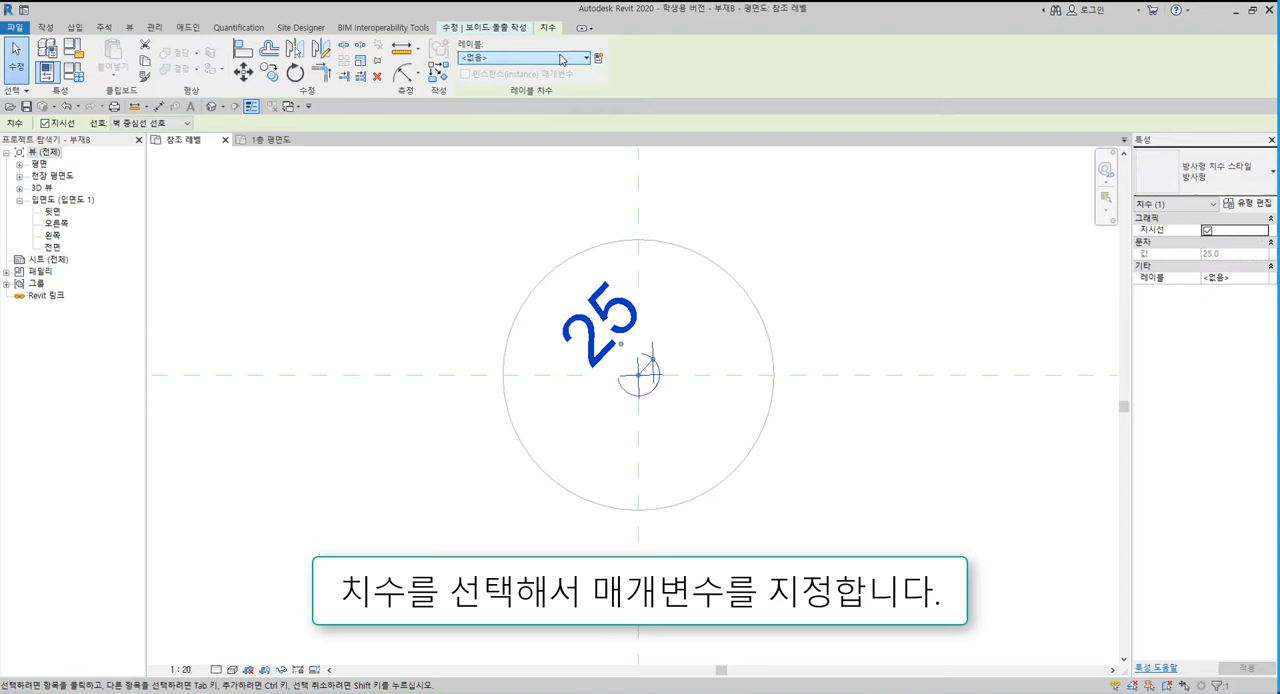 Autodesk Revit 2020 - 학생용 버전 - 부재B - 평면도: 참조 레벨
로그인
파일 작성 삽입 주석 뷰 관리 애드인 Quantification Site Designer BIM Interoperability Tools 수정 | 보이드 돌출 작성 치수
수정
붙여넣기
절단
결합
레이블:
<없음>
인스턴스(Instance) 매개변수
선택 특성 클립보드 형상 수정 측정 작성 레이블 치수
치수 지시선 선호: 벽 중심선 선호
프로젝트 탐색기 - 부재B
참조 레벨
1층 평면도
특성
뷰 (전체)
평면
천장 평면도
3D 뷰
입면도 (입면도 1)
뒷면
오른쪽
왼쪽
전면
시트 (전체)
패밀리
그룹
Revit 링크
방사형 치수 스타일
방사형
치수 (1)
유형 편집
그래픽
지시선
문자
값 25.0
기타
레이블 <없음>
25
치수를 선택해서 매개변수를 지정합니다.
1 : 20
특성 도움말
적용
선택하려면 항목을 클릭하고, 다른 항목을 선택하려면 Tab 키, 추가하려면 Ctrl 키, 선택 취소하려면 Shift 키를 누르십시오.
:1